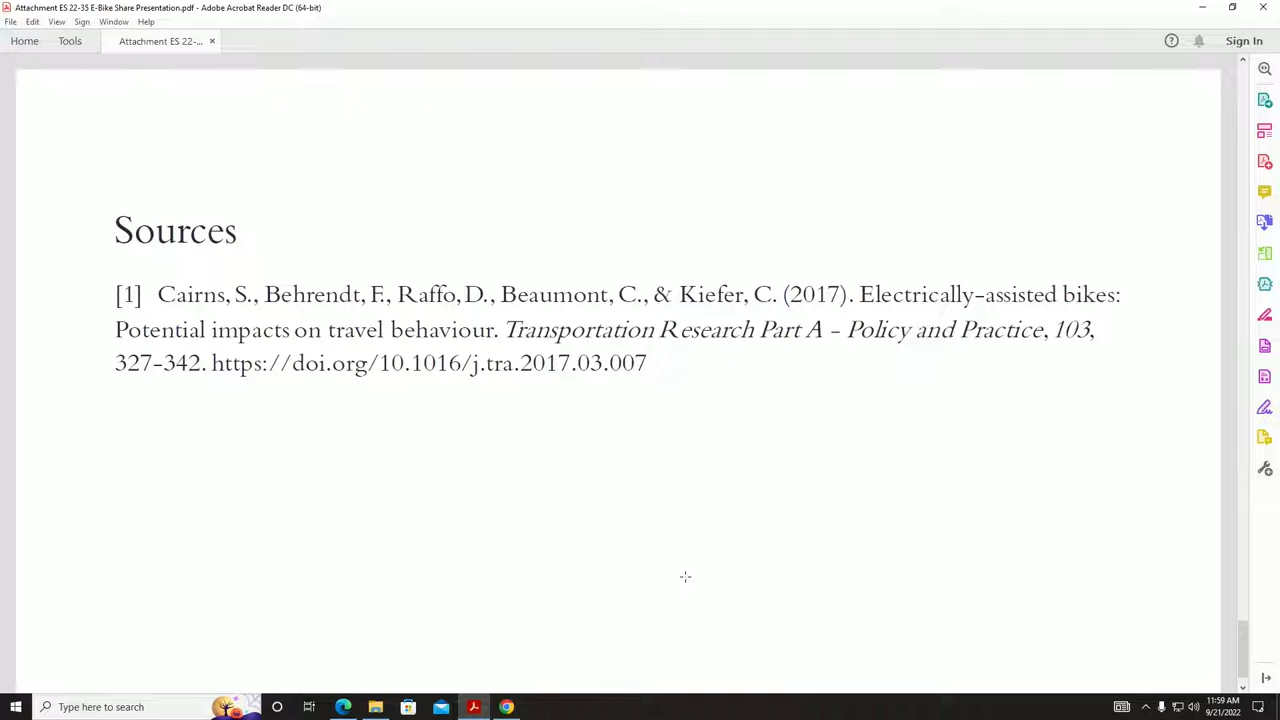 Attachment ES 22-35 E-Bike Share Presentation.pdf - Adobe Acrobat Reader DC (64-bit)
File Edit View Sign Window Help
Home Tools Attachment ES 22-... × Sign In
Sources
[1] Cairns, S., Behrendt, F., Raffo, D., Beaumont, C., & Kiefer, C. (2017). Electrically-assisted bikes:
Potential impacts on travel behaviour. Transportation Research Part A - Policy and Practice, 103,
327-342. https://doi.org/10.1016/j.tra.2017.03.007
Type here to search
11:59 AM
9/21/2022